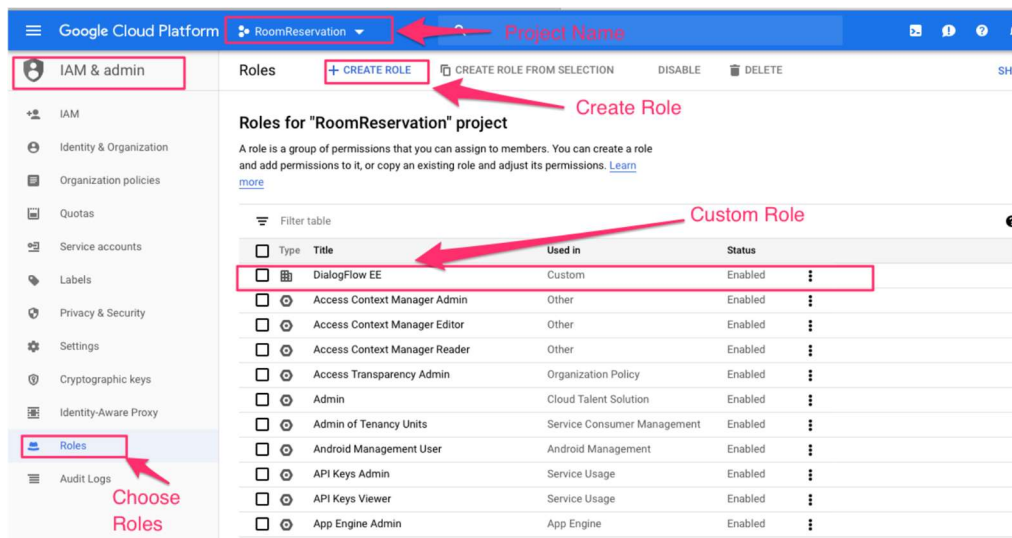 Google Cloud Platform
RoomReservation
Project Name
IAM & admin
Roles
CREATE ROLE
CREATE ROLE FROM SELECTION
DISABLE
DELETE
SH
Create Role
IAM
Identity & Organization
Organization policies
Quotas
Service accounts
Labels
Privacy & Security
Settings
Cryptographic keys
Identity-Aware Proxy
Roles
Audit Logs
Choose
Roles
Roles for "RoomReservation" project
A role is a group of permissions that you can assign to members. You can create a role
and add permissions to it, or copy an existing role and adjust its permissions. Learn
more
Filter table
Custom Role
Type Title Used in Status
DialogFlow EE Custom Enabled
Access Context Manager Admin Other Enabled
Access Context Manager Editor Other Enabled
Access Context Manager Reader Other Enabled
Access Transparency Admin Organization Policy Enabled
Admin Cloud Talent Solution Enabled
Admin of Tenancy Units Service Consumer Management Enabled
Android Management User Android Management Enabled
API Keys Admin Service Usage Enabled
API Keys Viewer Service Usage Enabled
App Engine Admin App Engine Enabled